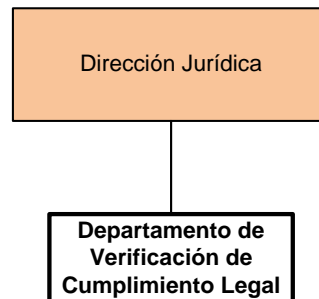 Dirección Jurídica
Departamento de
Verificación de
Cumplimiento Legal